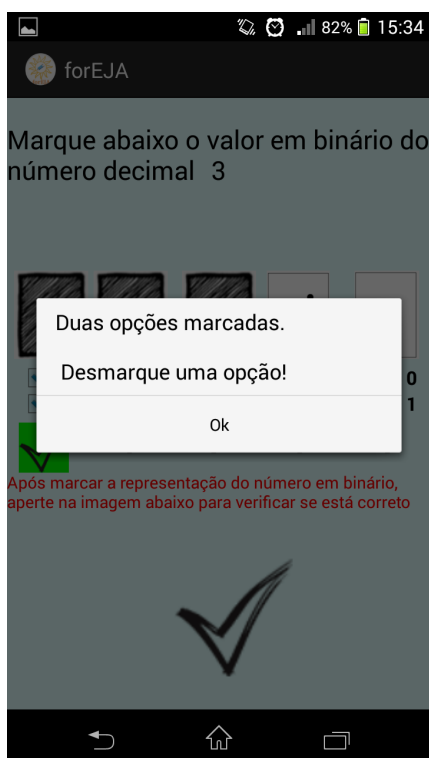 82% 15:34
forEJA
Marque abaixo o valor em binário do
número decimal 3
Duas opções marcadas.
Desmarque uma opção!
0
1
Ok
Após marcar a representação do número em binário,
aperte na imagem abaixo para verificar se está correto